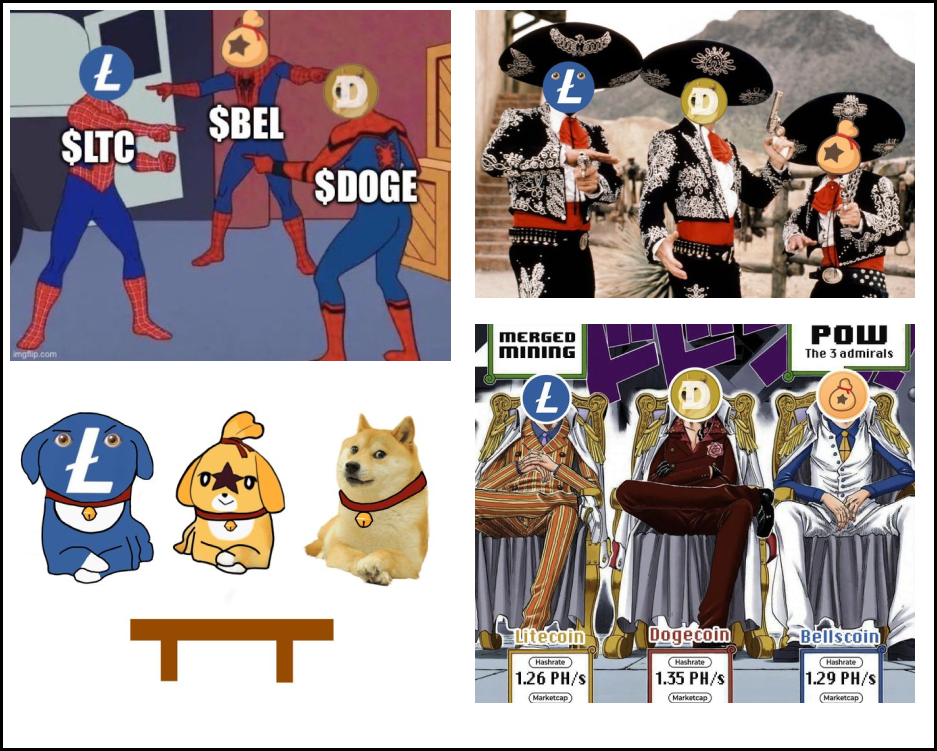 $LTC
$BEL
$DOGE
imgflip.com
MERGED
MINING
POW
The 3 admirals
Litecoin
Dogecoin
Bellscoin
Hashrate
1.26 PH/s
Marketcap
Hashrate
1.35 PH/s
Marketcap
Hashrate
1.29 PH/s
Marketcap